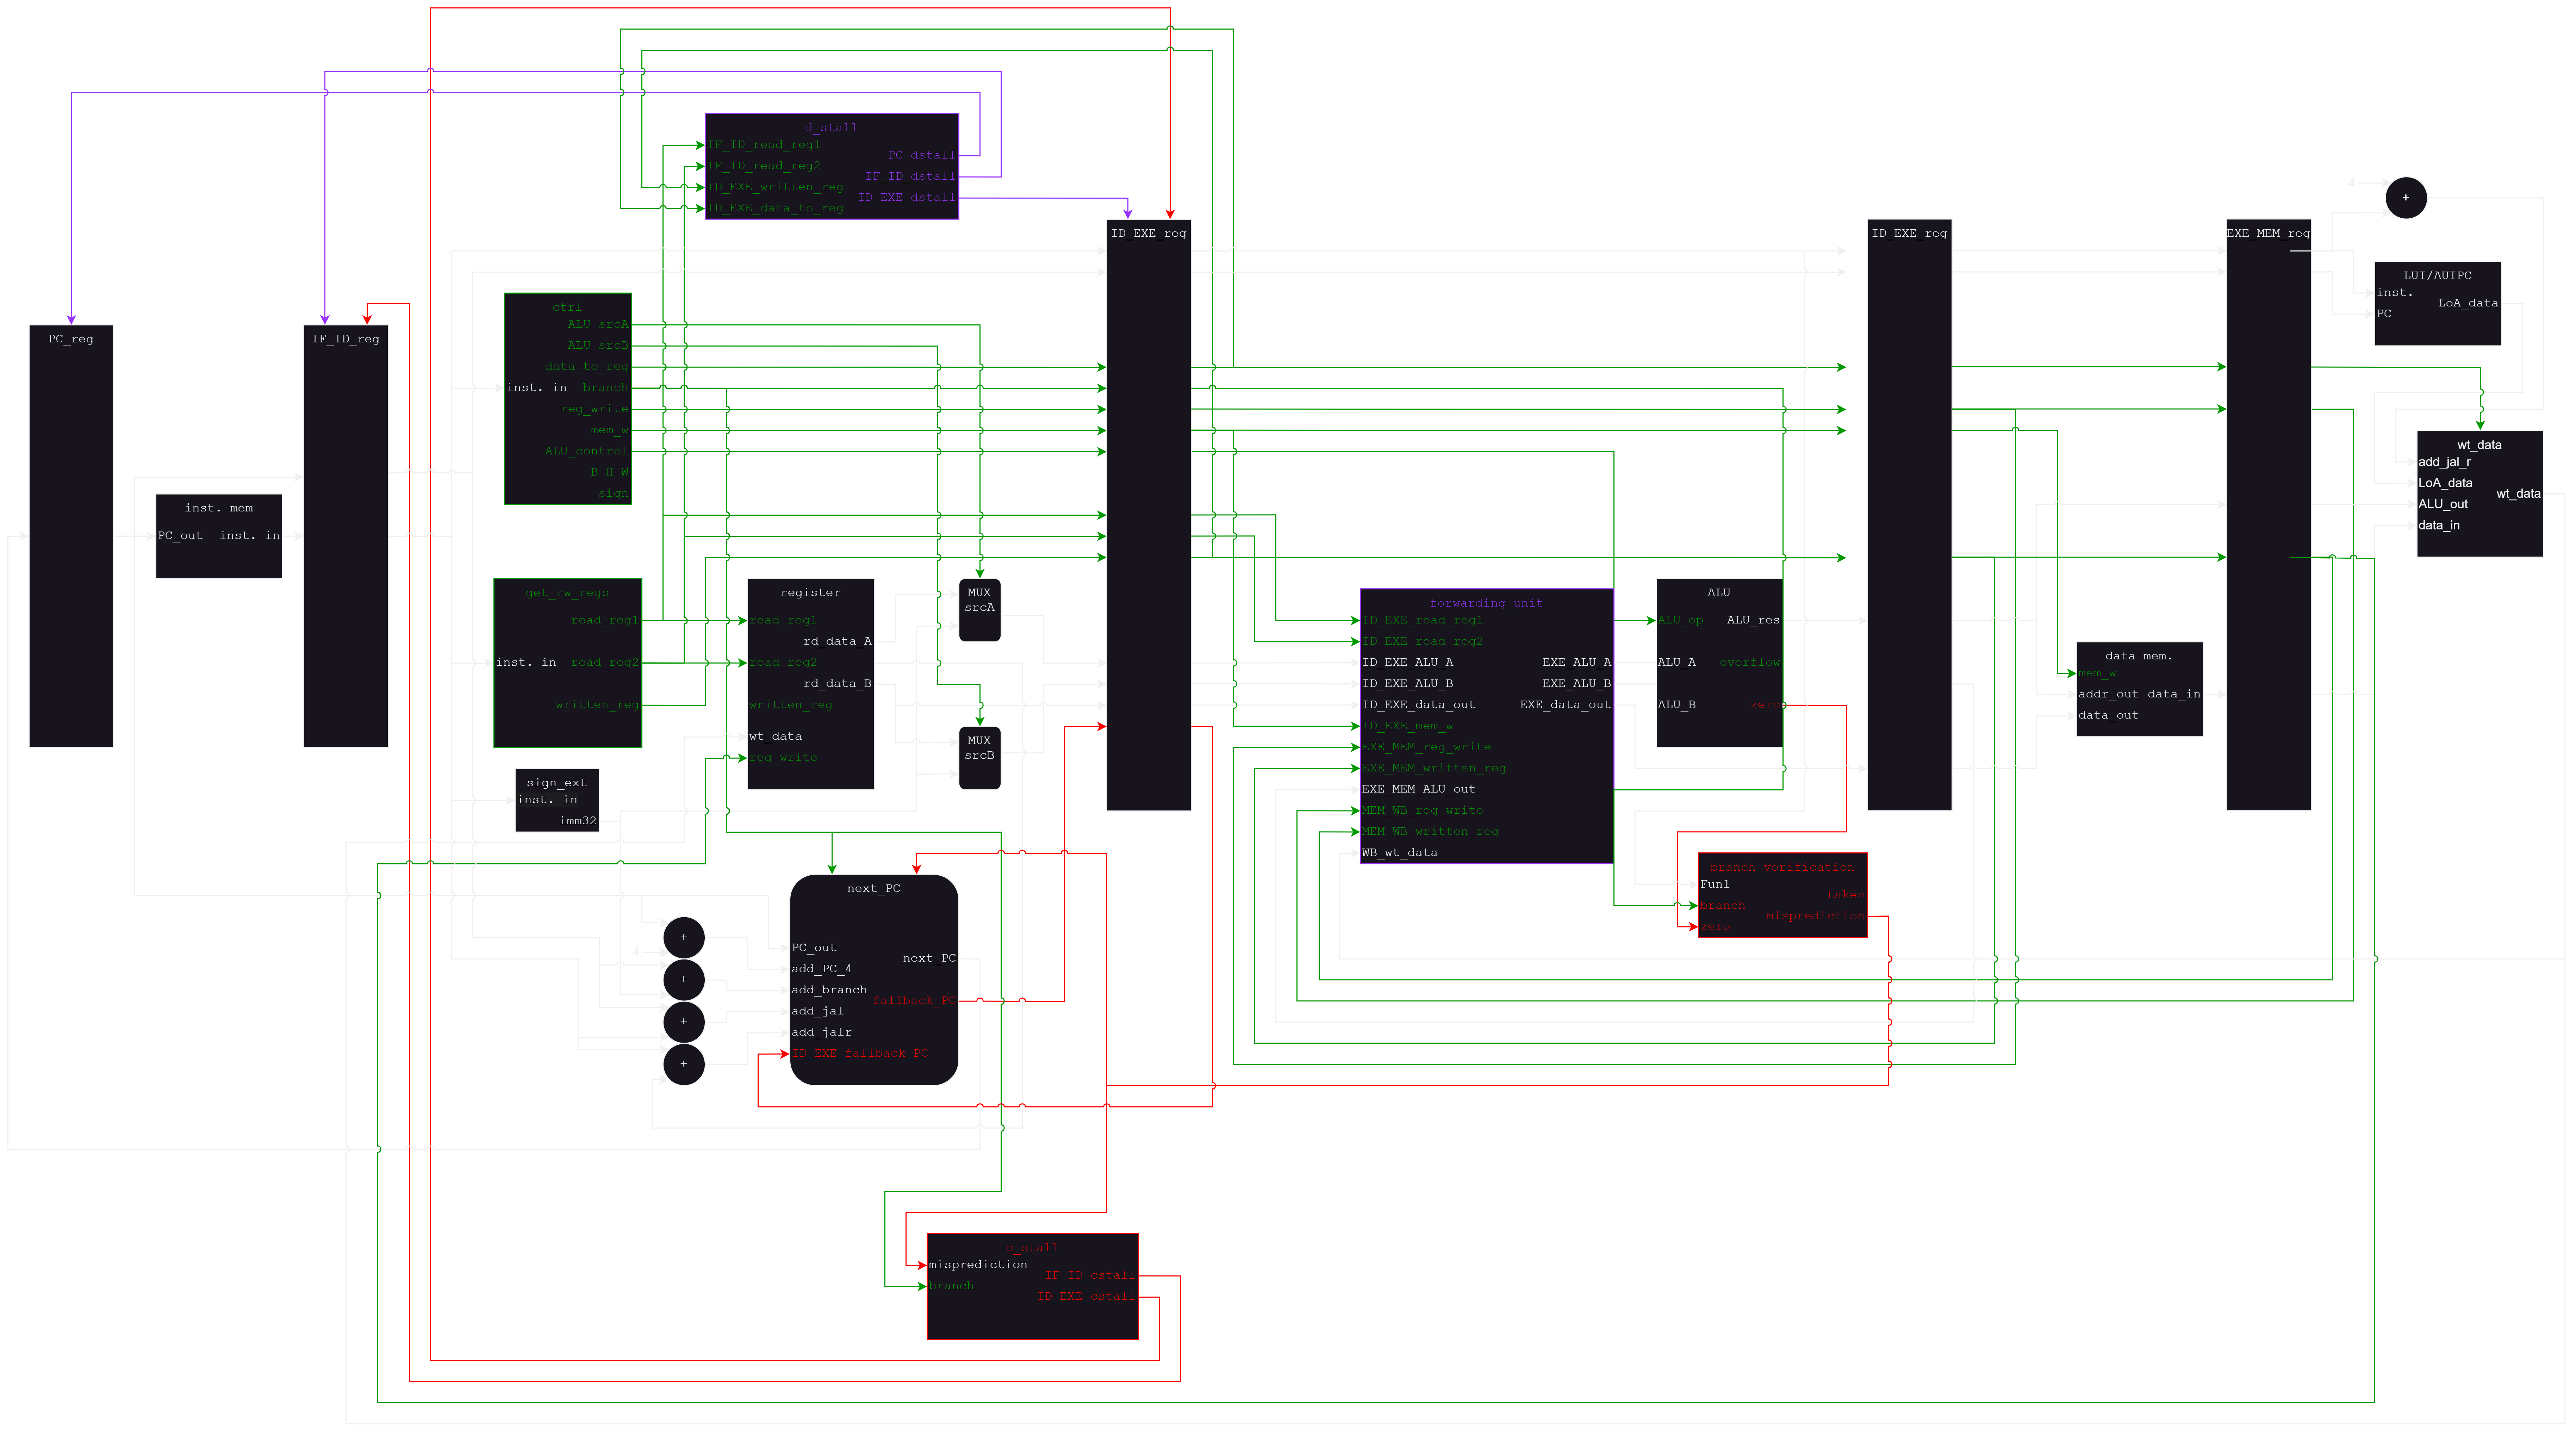 d_stall
IF_ID_read_reg1
PC_dstall
IF_ID_read_reg2
IF_ID_dstall
ID_EXE_written_reg
ID_EXE_dstall
ID_EXE_data_to_reg
PC_reg
inst. mem
PC_out inst. in
IF_ID_reg
ctrl
ALU_srcA
ALU_srcB
data_to_reg
inst. in branch
reg_write
mem_w
ALU_control
B_H_W
sign
get_rw_regs
read_reg1
inst. in read_reg2
written_reg
sign_ext
inst. in
imm32
register
read_reg1
rd_data_A
read_reg2
rd_data_B
written_reg
wt_data
reg_write
MUX
srcA
MUX
srcB
+
4
+
+
+
next_PC
PC_out
next_PC
add_PC_4
add_branch
fallback_PC
add_jal
add_jalr
ID_EXE_fallback_PC
c_stall
misprediction
IF_ID_cstall
branch
ID_EXE_cstall
ID_EXE_reg
forwarding_unit
ID_EXE_read_reg1
ID_EXE_read_reg2
ID_EXE_ALU_A EXE_ALU_A
ID_EXE_ALU_B EXE_ALU_B
ID_EXE_data_out EXE_data_out
ID_EXE_mem_w
EXE_MEM_reg_write
EXE_MEM_written_reg
EXE_MEM_ALU_out
MEM_WB_reg_write
MEM_WB_written_reg
WB_wt_data
ALU
ALU_op ALU_res
ALU_A overflow
ALU_B zero
branch_verification
Fun1
taken
branch
misprediction
zero
ID_EXE_reg
data mem.
mem_w
addr_out data_in
data_out
EXE_MEM_reg
4
+
LUI/AUIPC
inst.
LoA_data
PC
wt_data
add_jal_r
LoA_data
wt_data
ALU_out
data_in